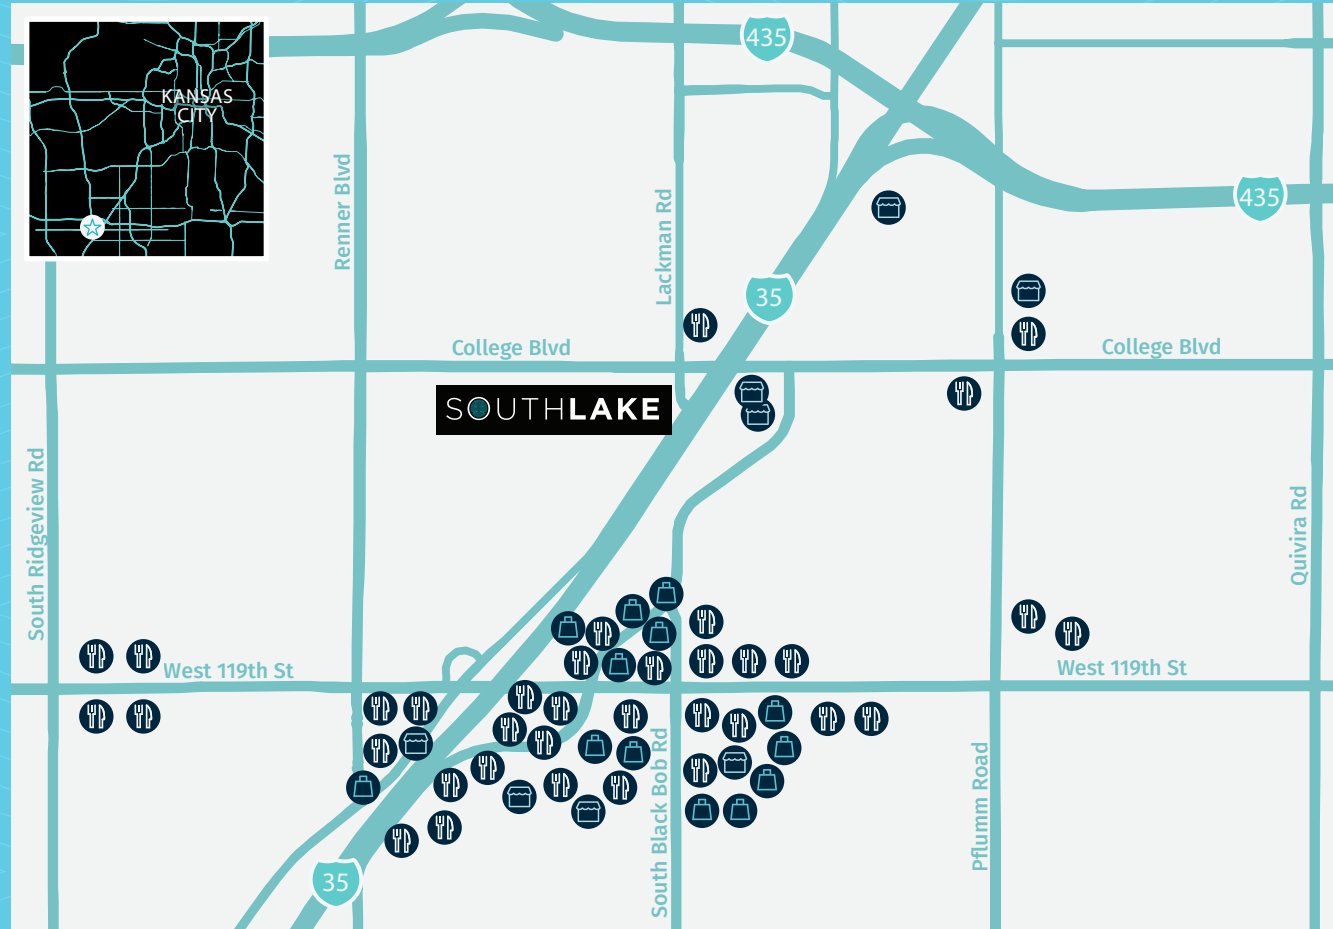 KANSAS
CITY
435
435
Renner Blvd
Lackman Rd
35
College Blvd
College Blvd
SOUTHLAKE
South Ridgeview Rd
Quivira Rd
West 119th St
West 119th St
South Black Bob Rd
Pflumm Road
35